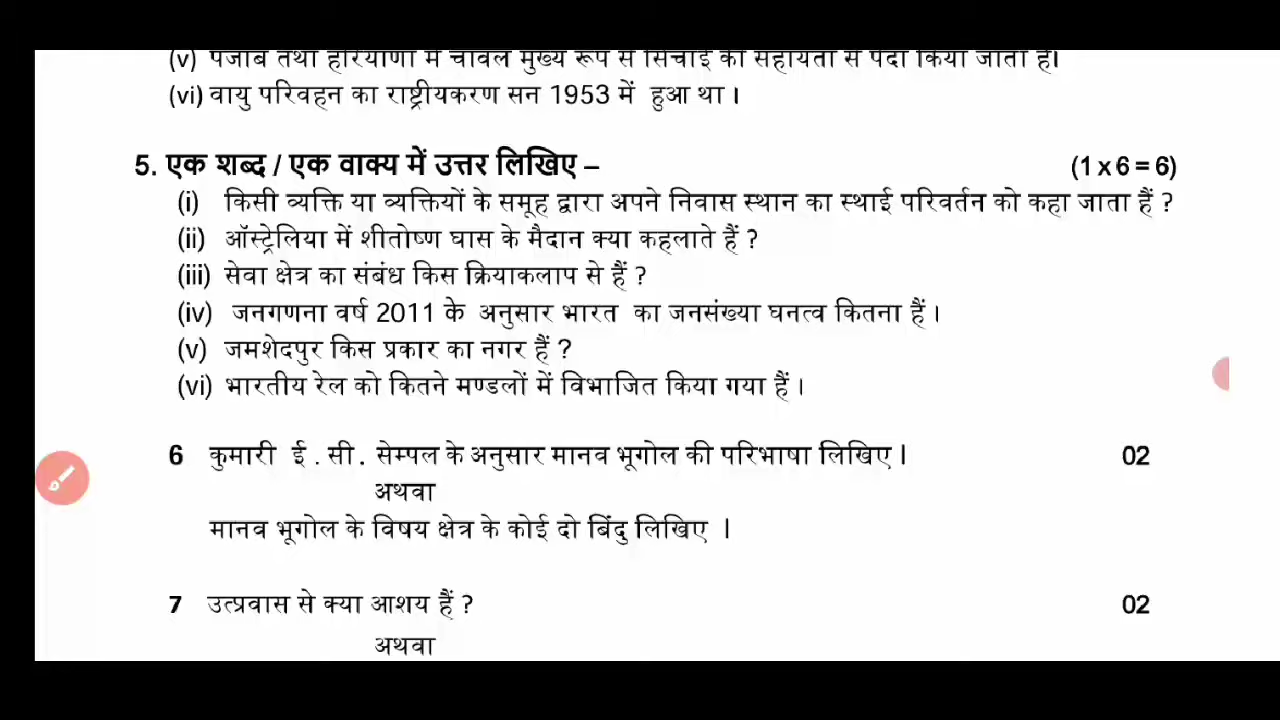 (v) पंजाब तथा हरियाणा में चावल मुख्य रूप से सिंचाई की सहायता से पैदा किया जाता है।
(vi) वायु परिवहन का राष्ट्रीयकरण सन 1953 में हुआ था ।
5. एक शब्द / एक वाक्य में उत्तर लिखिए – (1 x 6 = 6)
(i) किसी व्यक्ति या व्यक्तियों के समूह द्वारा अपने निवास स्थान का स्थाई परिवर्तन को कहा जाता हैं ?
(ii) ऑस्ट्रेलिया में शीतोष्ण घास के मैदान क्या कहलाते हैं ?
(iii) सेवा क्षेत्र का संबंध किस क्रियाकलाप से हैं ?
(iv) जनगणना वर्ष 2011 के अनुसार भारत का जनसंख्या घनत्व कितना हैं ।
(v) जमशेदपुर किस प्रकार का नगर हैं ?
(vi) भारतीय रेल को कितने मण्डलों में विभाजित किया गया हैं ।
6 कुमारी ई . सी . सेम्पल के अनुसार मानव भूगोल की परिभाषा लिखिए । 02
अथवा
मानव भूगोल के विषय क्षेत्र के कोई दो बिंदु लिखिए ।
7 उत्प्रवास से क्या आशय हैं ? 02
अथवा